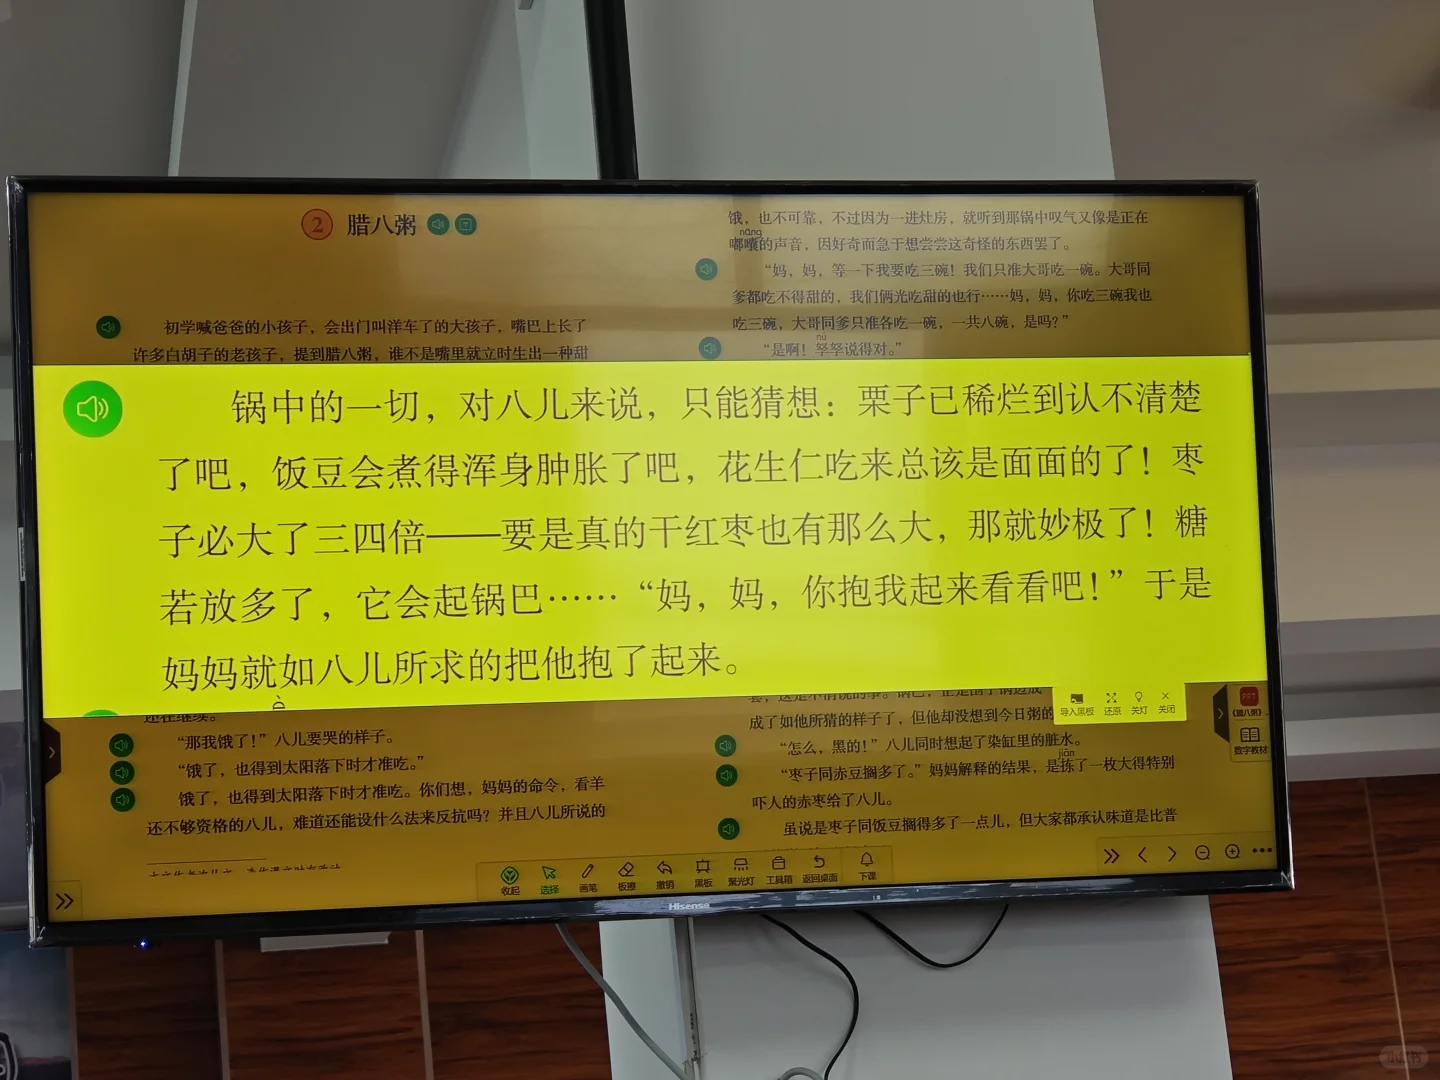 2 腊八粥
初学喊爸爸的小孩子，会出门叫洋车了的大孩子，嘴巴上长了
许多白胡子的老孩子，提到腊八粥，谁不是嘴里就立时生出一种甜
饿，也不可靠，不过因为一进灶房，就听到那锅中叹气又像是正在
nāng
嘟囔的声音，因好奇而急于想尝尝这奇怪的东西罢了。
“妈，妈，等一下我要吃三碗！我们只准大哥吃一碗。大哥同
爹都吃不得甜的，我们俩光吃甜的也行……妈，妈，你吃三碗我也
吃三碗，大哥同爹只准各吃一碗，一共八碗，是吗？”
nú
“是啊！孥孥说得对。”
锅中的一切，对八儿来说，只能猜想：栗子已稀烂到认不清楚
了吧，饭豆会煮得浑身肿胀了吧，花生仁吃来总该是面面的了！枣
子必大了三四倍——要是真的干红枣也有那么大，那就妙极了！糖
若放多了，它会起锅巴……“妈，妈，你抱我起来看看吧！”于是
妈妈就如八儿所求的把他抱了起来。
还在继续。
“那我饿了！”八儿要哭的样子。
“饿了，也得到太阳落下时才准吃。”
饿了，也得到太阳落下时才准吃。你们想，妈妈的命令，看羊
还不够资格的八儿，难道还能设什么法来反抗吗？并且八儿所说的
成了如他所猜的样子了，但他却没想到今日粥的
“怎么，黑的！”八儿同时想起了染缸里的脏水。
jiǎn
“枣子同赤豆搁多了。”妈妈解释的结果，是拣了一枚大得特别
吓人的赤枣给了八儿。
虽说是枣子同饭豆搁得多了一点儿，但大家都承认味道是比普
导入黑板 还原 关灯 关闭
PPT
《腊八粥》
数字教材
收起 选择 画笔 板擦 撤销 黑板 聚光灯 工具箱 返回桌面 下课
Hisense